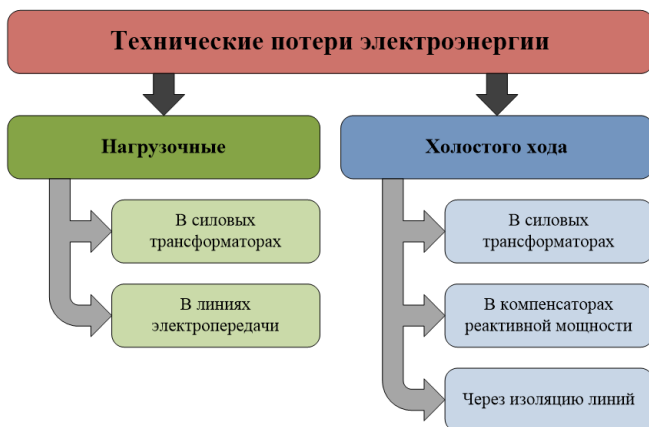 Технические потери электроэнергии
Нагрузочные
В силовых
трансформаторах
В линиях
электропередачи
Холостого хода
В силовых
трансформаторах
В компенсаторах
реактивной мощности
Через изоляцию линий